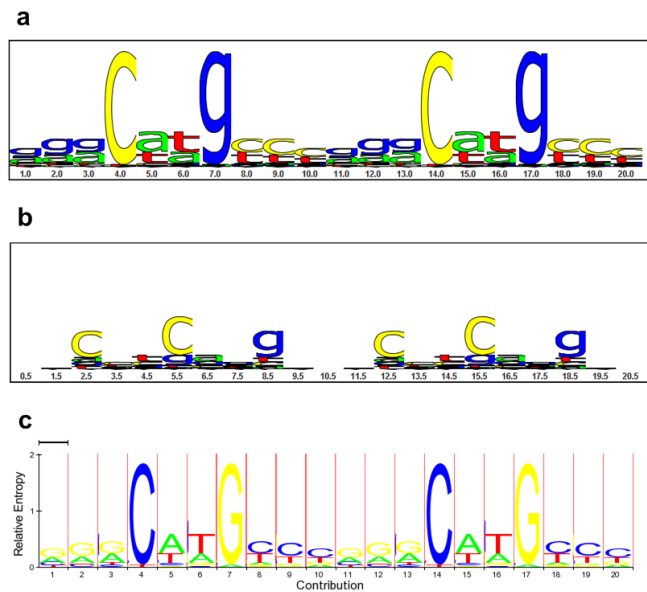 a
g g g C a t g c c c g g g C a t g c c c
1.0 2.0 3.0 4.0 5.0 6.0 7.0 8.0 9.0 10.0 11.0 12.0 13.0 14.0 15.0 16.0 17.0 18.0 19.0 20.0
b
C C g C C g
0.5 1.5 2.5 3.5 4.5 5.5 6.5 7.5 8.5 9.5 10.5 11.5 12.5 13.5 14.5 15.5 16.5 17.5 18.5 19.5 20.5
c
2
Relative Entropy
1
G G G C A T G C C C G G G C A T G C C C
0
1 2 3 4 5 6 7 8 9 10 11 12 13 14 15 16 17 18 19 20
Contribution